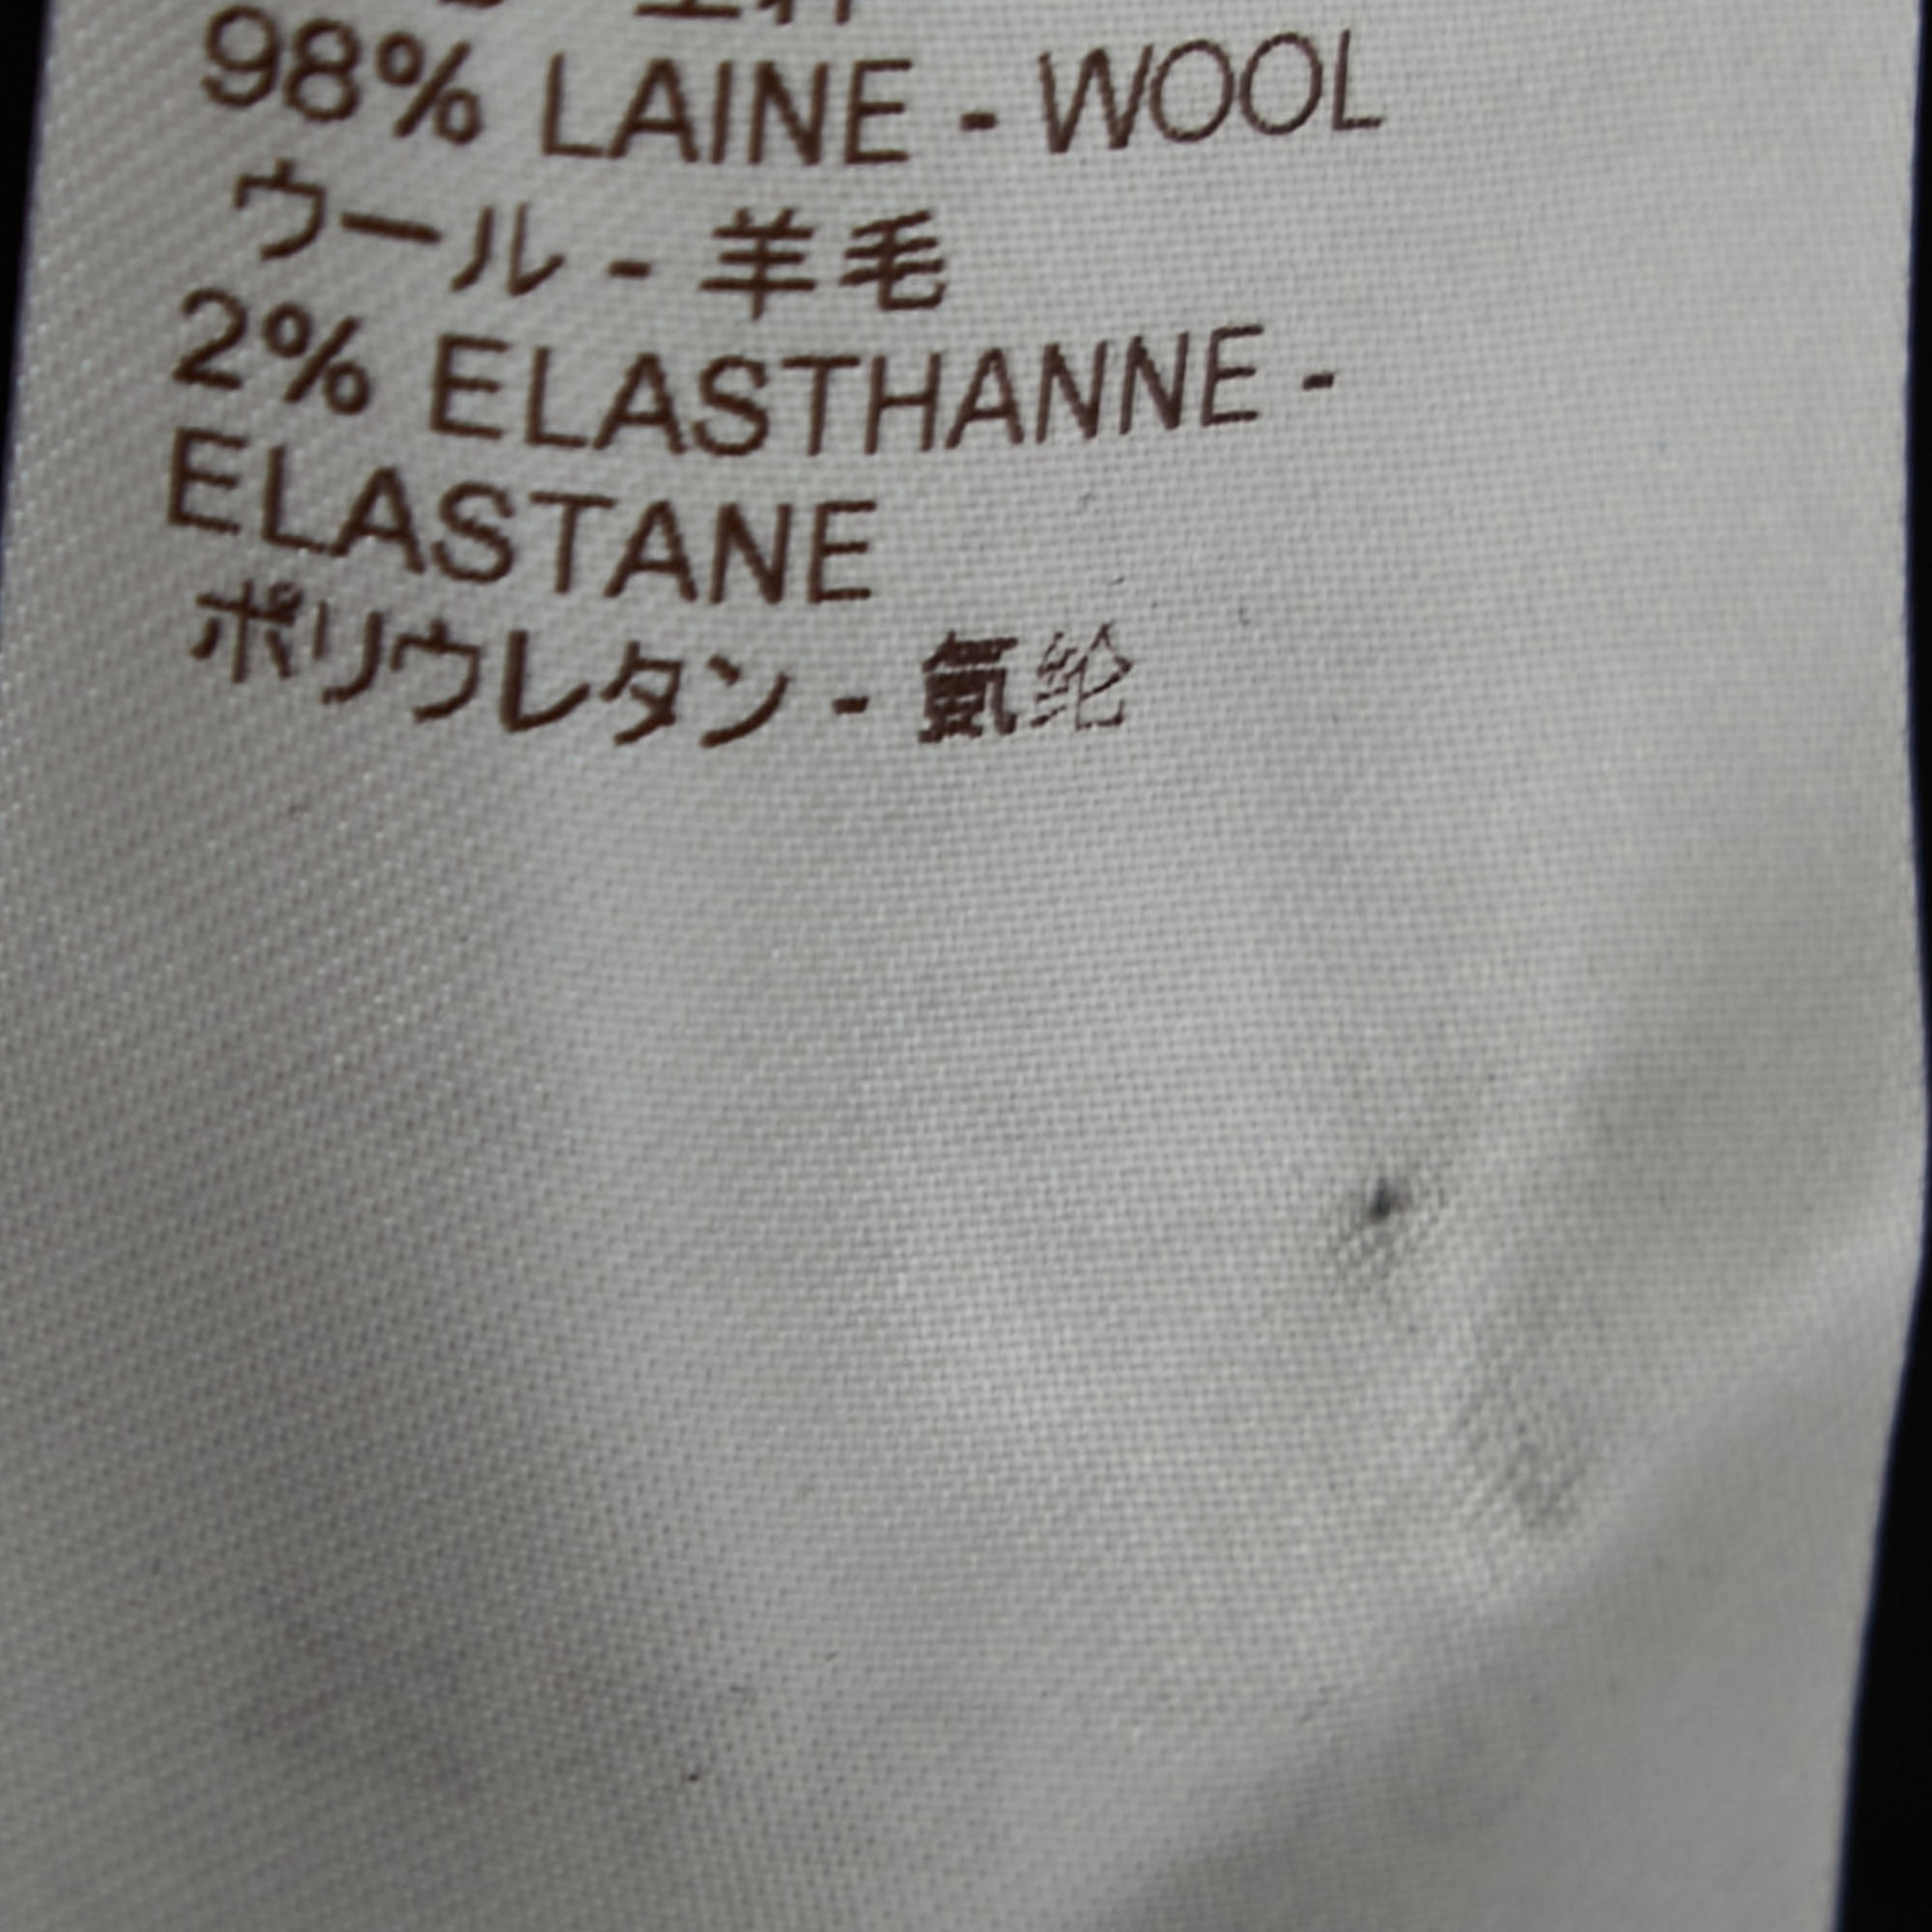 98% LAINE - WOOL
ウール - 羊毛
2% ELASTHANNE -
ELASTANE
ポリウレタン - 氨纶